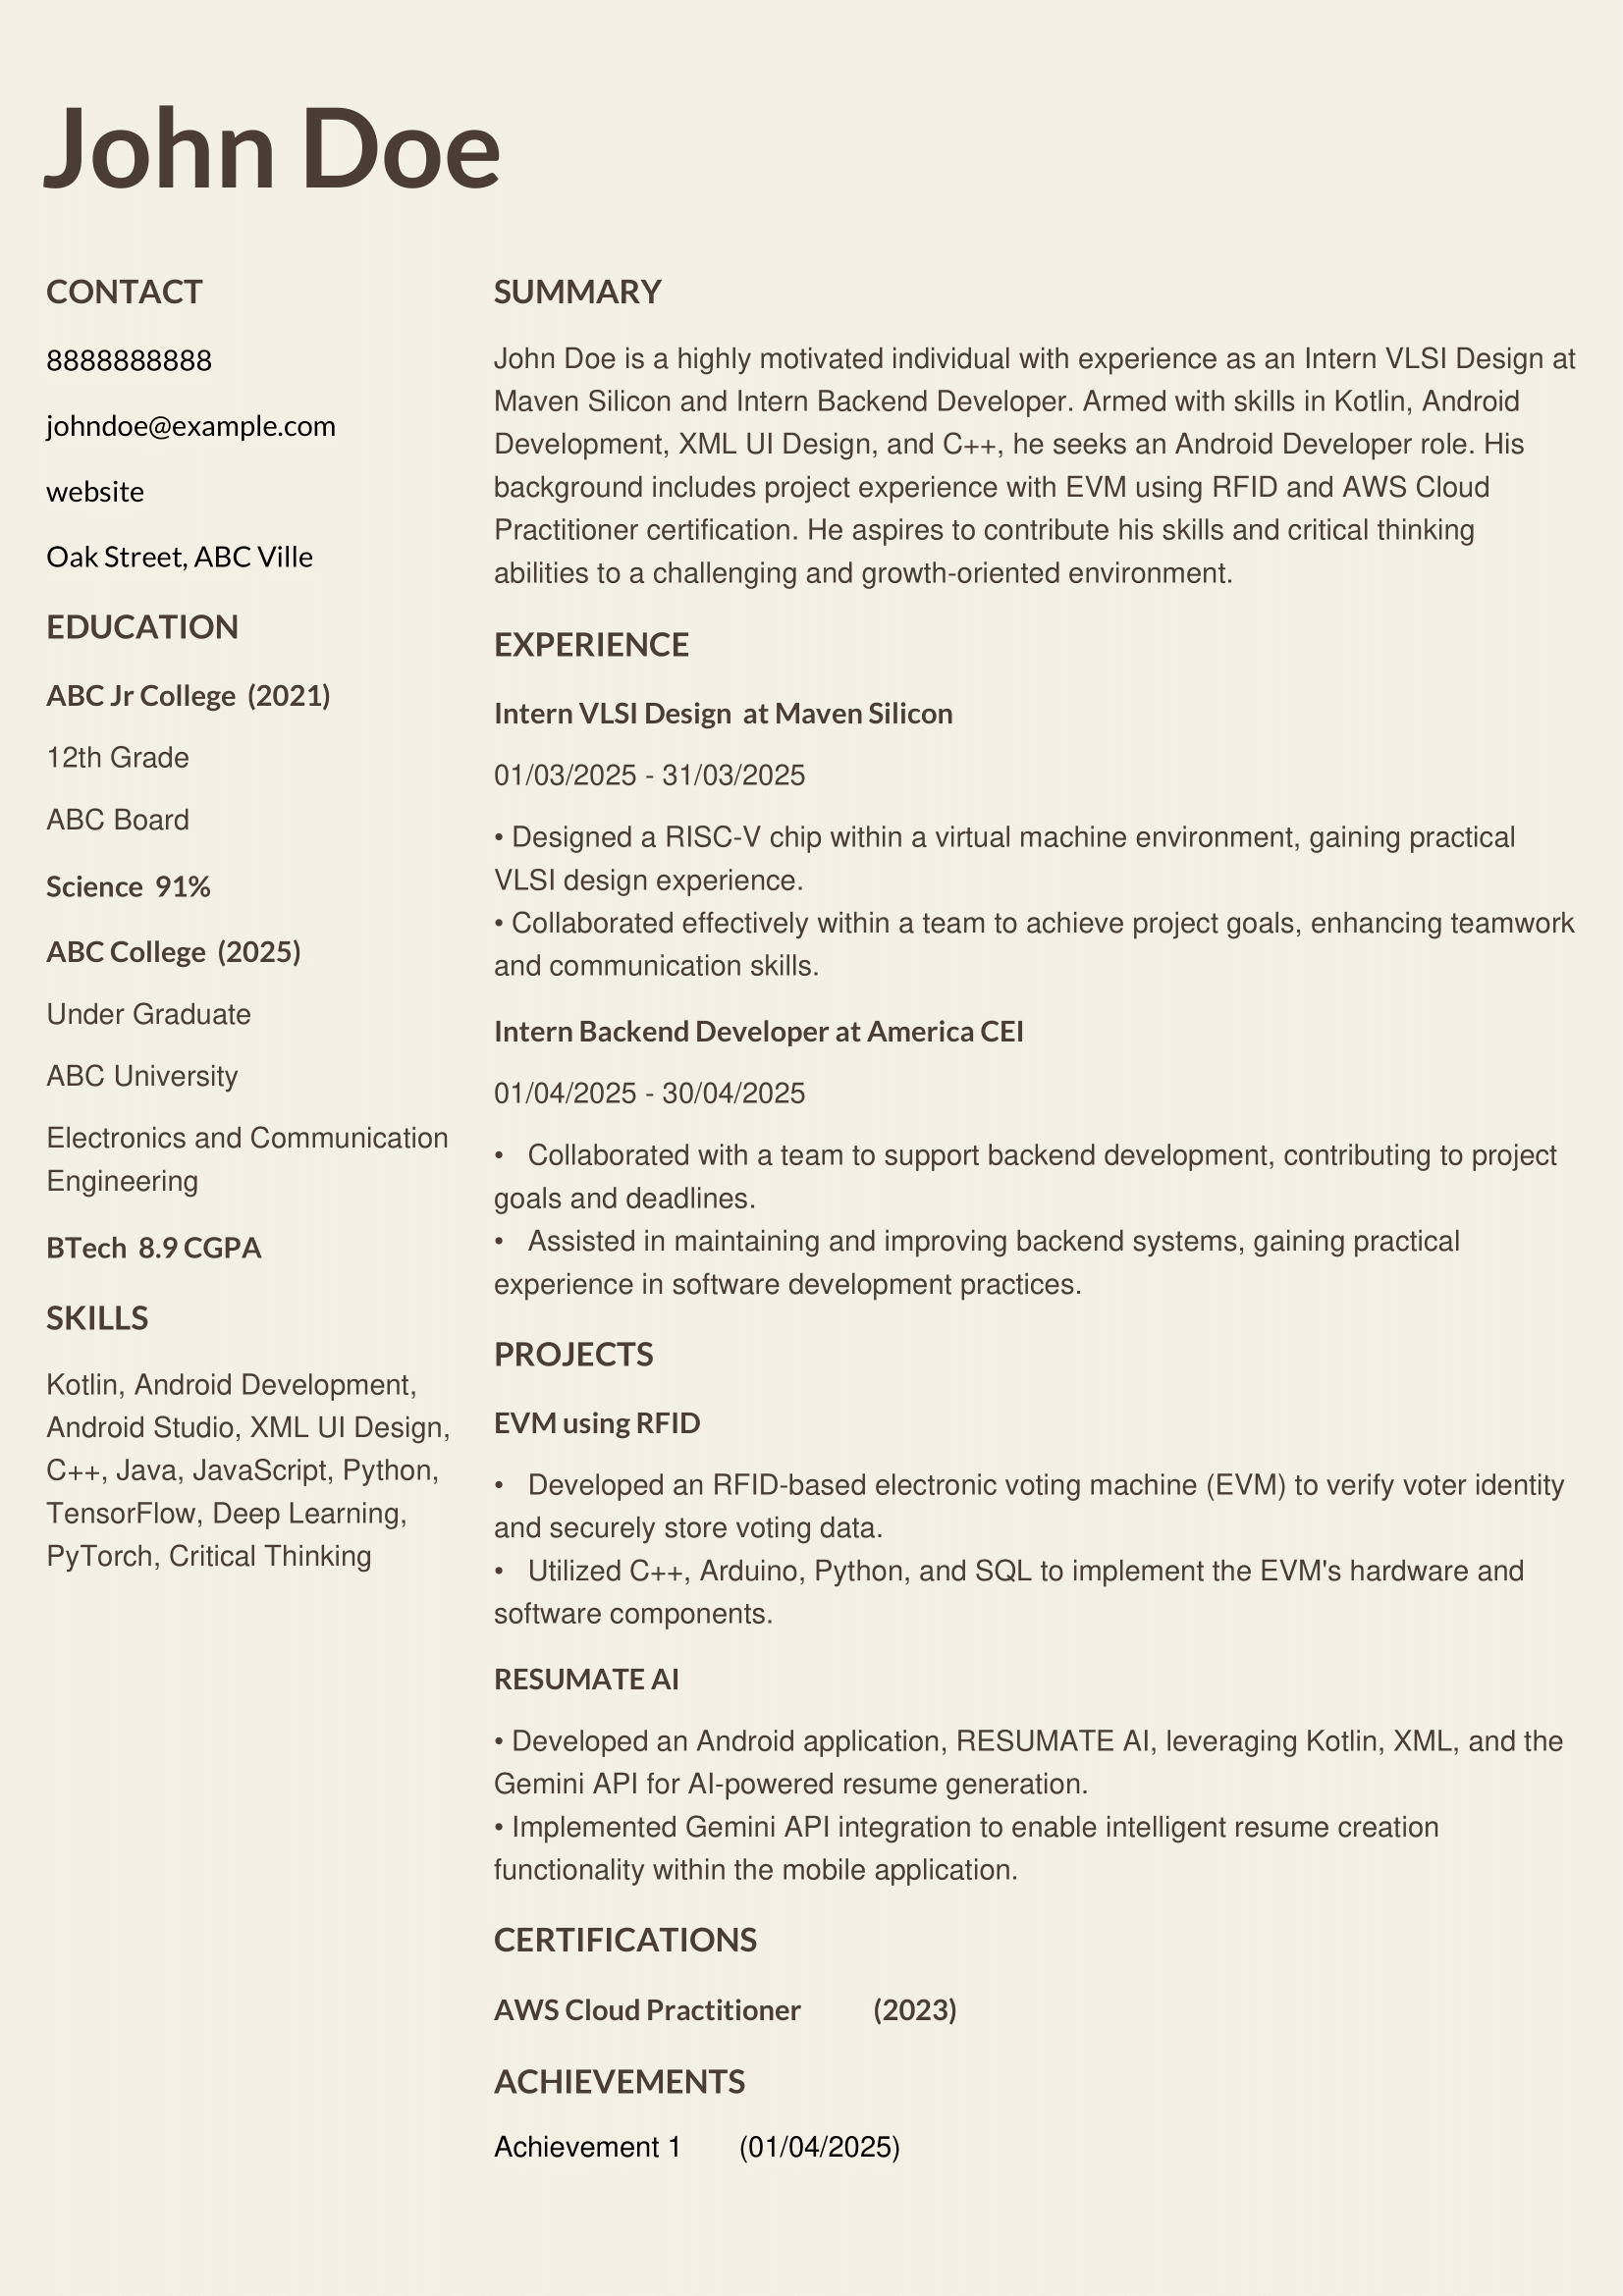 John Doe
CONTACT
8888888888
johndoe@example.com
website
Oak Street, ABC Ville
EDUCATION
ABC Jr College (2021)
12th Grade
ABC Board
Science 91%
ABC College (2025)
Under Graduate
ABC University
Electronics and Communication
Engineering
BTech 8.9 CGPA
SKILLS
Kotlin, Android Development,
Android Studio, XML UI Design,
C++, Java, JavaScript, Python,
TensorFlow, Deep Learning,
PyTorch, Critical Thinking
SUMMARY
John Doe is a highly motivated individual with experience as an Intern VLSI Design at
Maven Silicon and Intern Backend Developer. Armed with skills in Kotlin, Android
Development, XML UI Design, and C++, he seeks an Android Developer role. His
background includes project experience with EVM using RFID and AWS Cloud
Practitioner certification. He aspires to contribute his skills and critical thinking
abilities to a challenging and growth-oriented environment.
EXPERIENCE
Intern VLSI Design at Maven Silicon
01/03/2025 - 31/03/2025
• Designed a RISC-V chip within a virtual machine environment, gaining practical
VLSI design experience.
• Collaborated effectively within a team to achieve project goals, enhancing teamwork
and communication skills.
Intern Backend Developer at America CEI
01/04/2025 - 30/04/2025
• Collaborated with a team to support backend development, contributing to project
goals and deadlines.
• Assisted in maintaining and improving backend systems, gaining practical
experience in software development practices.
PROJECTS
EVM using RFID
• Developed an RFID-based electronic voting machine (EVM) to verify voter identity
and securely store voting data.
• Utilized C++, Arduino, Python, and SQL to implement the EVM's hardware and
software components.
RESUMATE AI
• Developed an Android application, RESUMATE AI, leveraging Kotlin, XML, and the
Gemini API for AI-powered resume generation.
• Implemented Gemini API integration to enable intelligent resume creation
functionality within the mobile application.
CERTIFICATIONS
AWS Cloud Practitioner (2023)
ACHIEVEMENTS
Achievement 1 (01/04/2025)